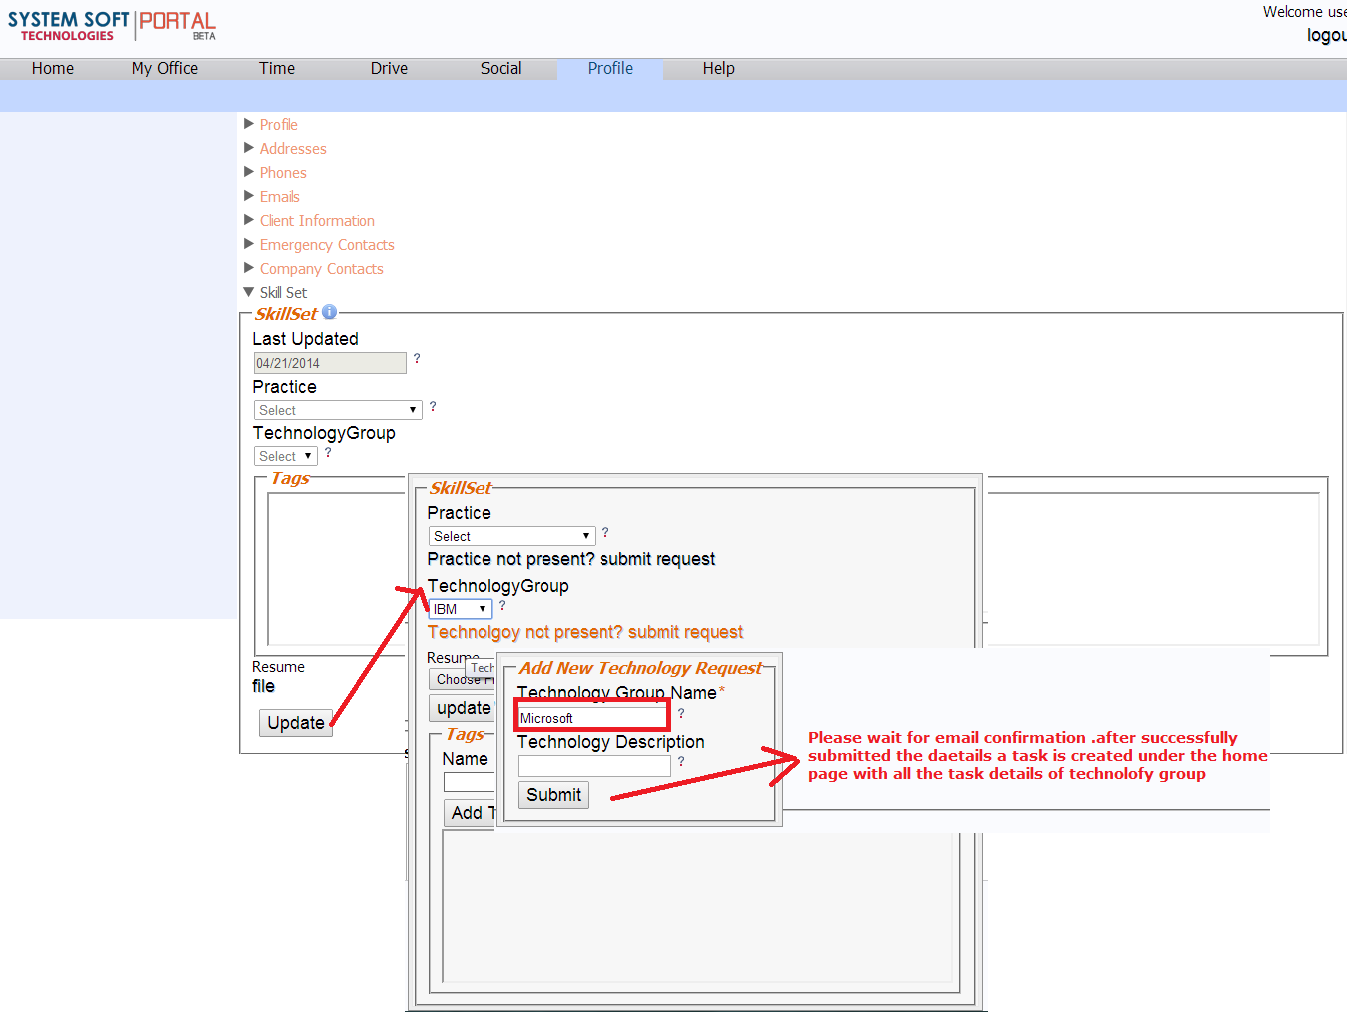 SYSTEM SOFT PORTAL
TECHNOLOGIES BETA
Welcome use
logou
Home My Office Time Drive Social Profile Help
Profile
Addresses
Phones
Emails
Client Information
Emergency Contacts
Company Contacts
Skill Set
SkillSet i
Last Updated
04/21/2014 ?
Practice
Select ?
TechnologyGroup
Select ?
Tags
Resume
file
Update
SkillSet
Practice
Select ?
Practice not present? submit request
TechnologyGroup
IBM ?
Technolgoy not present? submit request
Resume
Tech
Choose Fi
update
Tags
Name
Add T
Add New Technology Request
Technology Group Name*
Microsoft ?
Technology Description
?
Submit
Please wait for email confirmation .after successfully
submitted the daetails a task is created under the home
page with all the task details of technolofy group